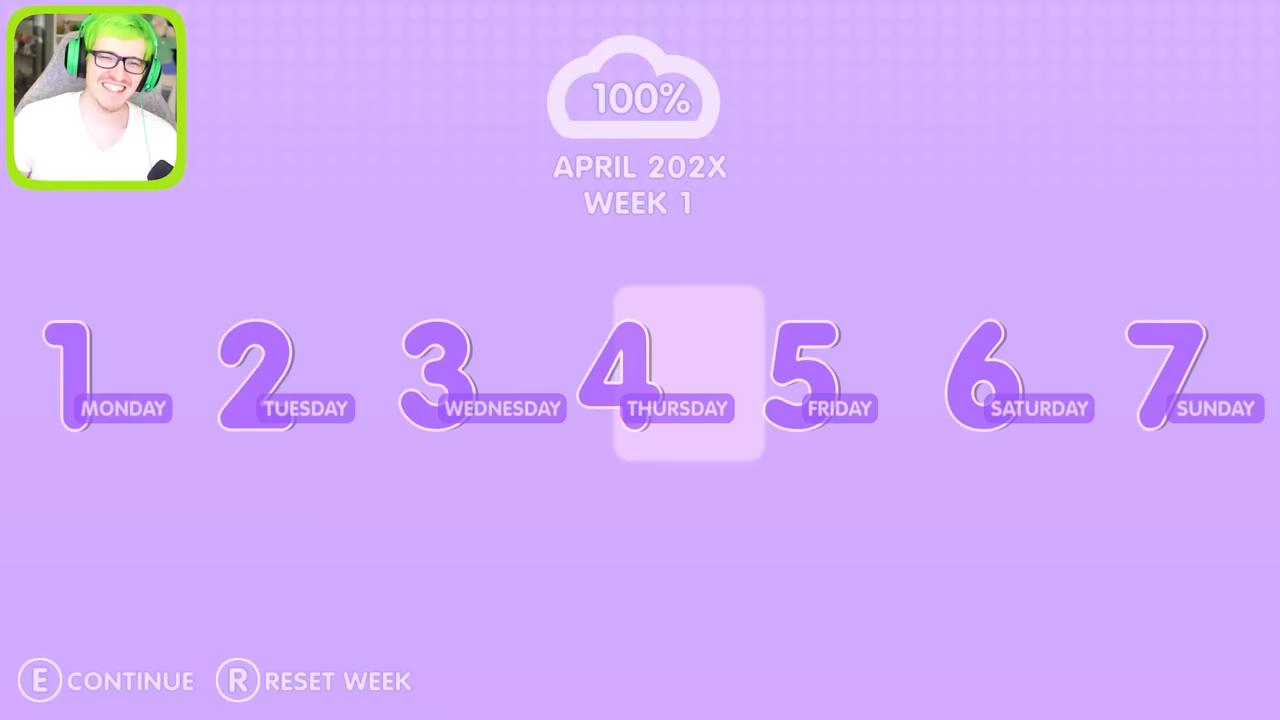 100%
APRIL 202X
WEEK 1
1 2 3 4 5 6 7
MONDAY TUESDAY WEDNESDAY THURSDAY FRIDAY SATURDAY SUNDAY
E CONTINUE R RESET WEEK